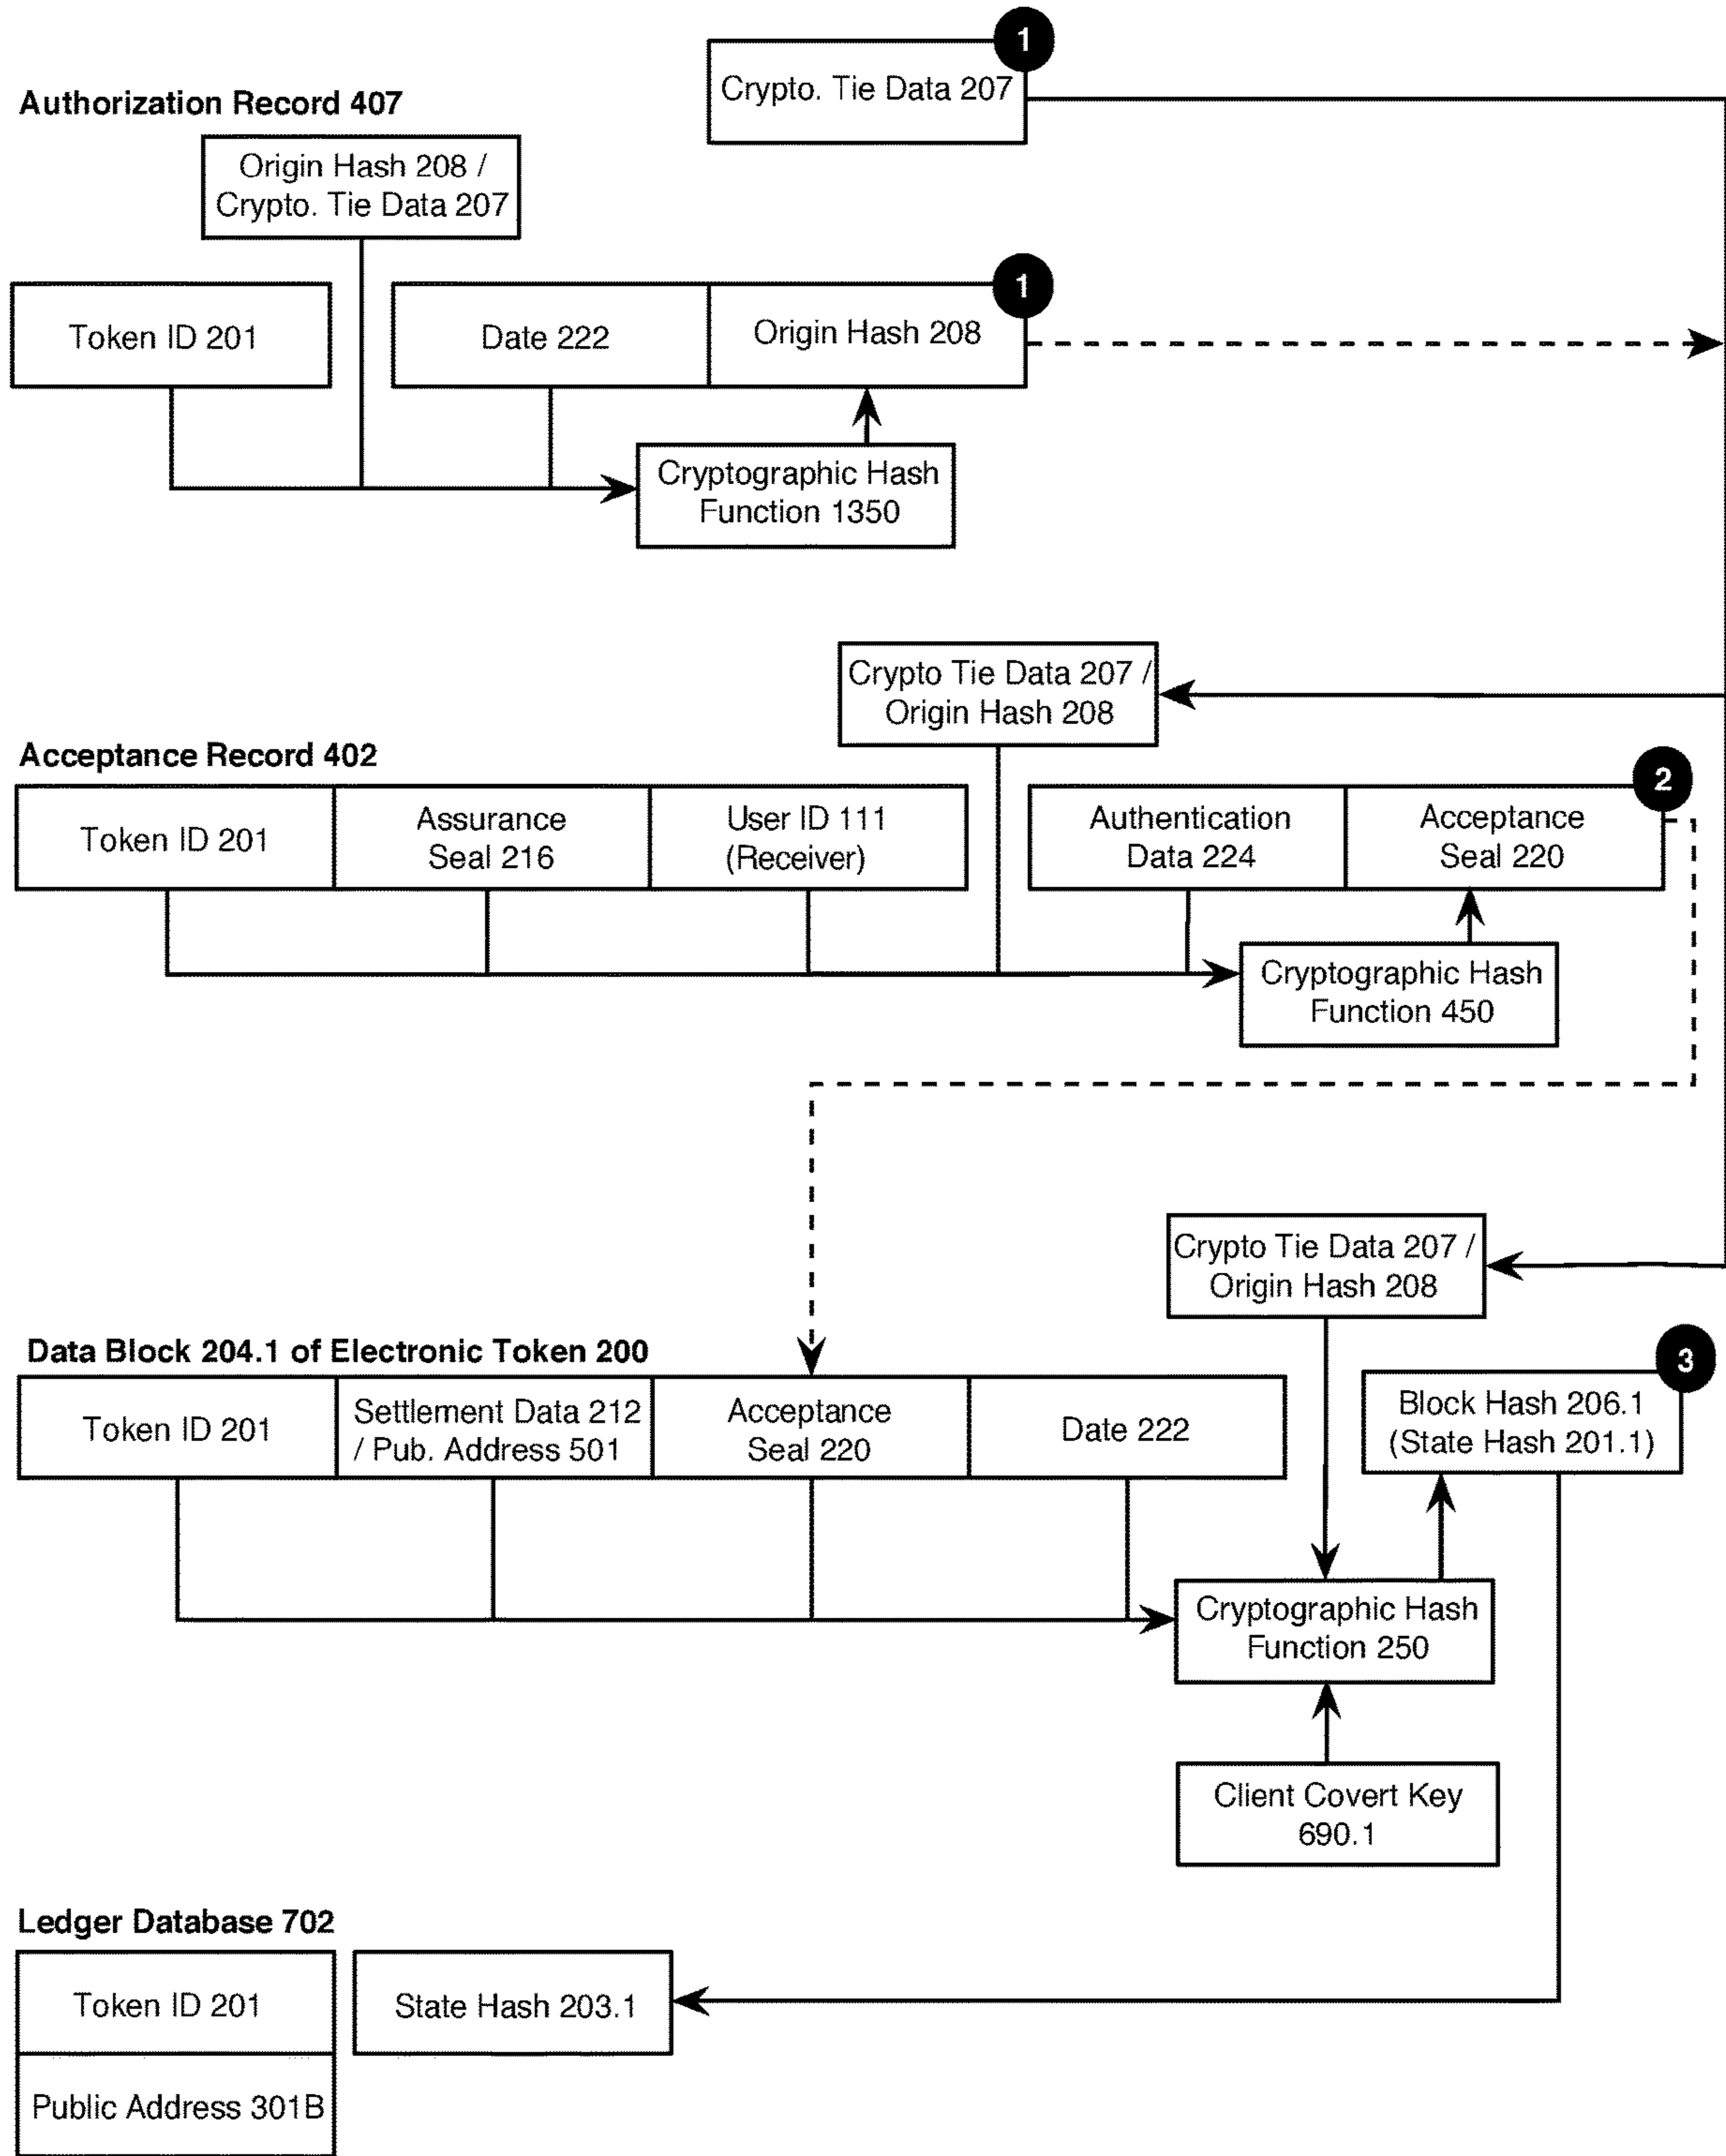 1
Crypto. Tie Data 207
Authorization Record 407
Origin Hash 208 /
Crypto. Tie Data 207
1
Token ID 201
Date 222
Origin Hash 208
Cryptographic Hash
Function 1350
Crypto Tie Data 207 /
Origin Hash 208
Acceptance Record 402
2
Token ID 201
Assurance
Seal 216
User ID 111
(Receiver)
Authentication
Data 224
Acceptance
Seal 220
Cryptographic Hash
Function 450
Crypto Tie Data 207 /
Origin Hash 208
Data Block 204.1 of Electronic Token 200
3
Token ID 201
Settlement Data 212
/ Pub. Address 501
Acceptance
Seal 220
Date 222
Block Hash 206.1
(State Hash 201.1)
Cryptographic Hash
Function 250
Client Covert Key
690.1
Ledger Database 702
Token ID 201
State Hash 203.1
Public Address 301B